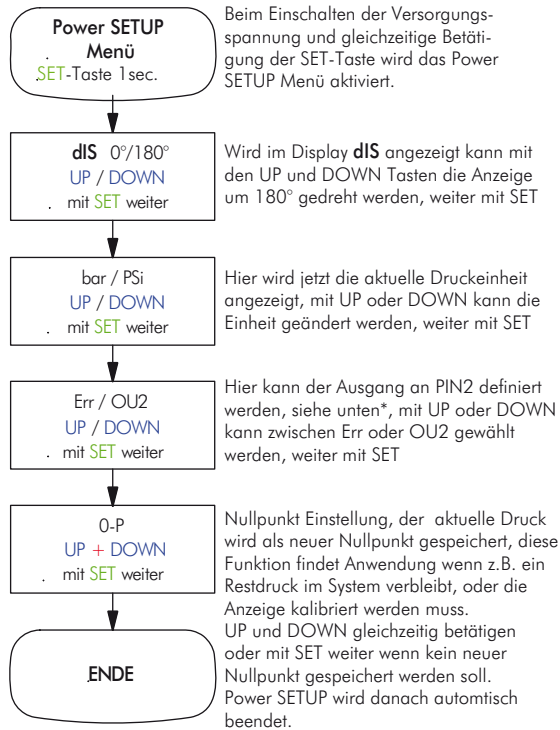 Power SETUP
Menü
SET-Taste 1sec.
Beim Einschalten der Versorgungs-
spannung und gleichzeitige Betäti-
gung der SET-Taste wird das Power
SETUP Menü aktiviert.
dIS 0°/180°
UP / DOWN
. mit SET weiter
Wird im Display dIS angezeigt kann mit
den UP und DOWN Tasten die Anzeige
um 180° gedreht werden, weiter mit SET
bar / PSi
UP / DOWN
. mit SET weiter
Hier wird jetzt die aktuelle Druckeinheit
angezeigt, mit UP oder DOWN kann die
Einheit geändert werden, weiter mit SET
Err / OU2
UP / DOWN
. mit SET weiter
Hier kann der Ausgang an PIN2 definiert
werden, siehe unten*, mit UP oder DOWN
kann zwischen Err oder OU2 gewählt
werden, weiter mit SET
0-P
UP + DOWN
. mit SET weiter
Nullpunkt Einstellung, der aktuelle Druck
wird als neuer Nullpunkt gespeichert, diese
Funktion findet Anwendung wenn z.B. ein
Restdruck im System verbleibt, oder die
Anzeige kalibriert werden muss.
UP und DOWN gleichzeitig betätigen
oder mit SET weiter wenn kein neuer
Nullpunkt gespeichert werden soll.
Power SETUP wird danach automtisch
beendet.
ENDE